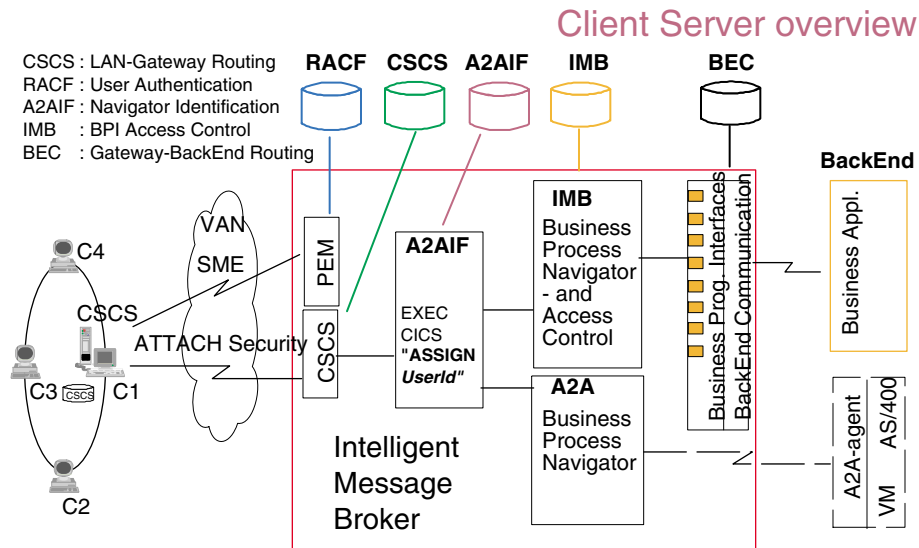 Client Server overview
CSCS : LAN-Gateway Routing
RACF : User Authentication
A2AIF : Navigator Identification
IMB : BPI Access Control
BEC : Gateway-BackEnd Routing
RACF
CSCS
A2AIF
IMB
BEC
BackEnd
VAN
SME
ATTACH Security
C4
CSCS
C3
CSCS
C1
C2
PEM
CSCS
A2AIF
EXEC
CICS
"ASSIGN
UserId"
IMB
Business
Process
Navigator
- and
Access
Control
A2A
Business
Process
Navigator
Intelligent
Message
Broker
Business Prog. Interfaces
BackEnd Communication
Business Appl.
A2A-agent
VM AS/400